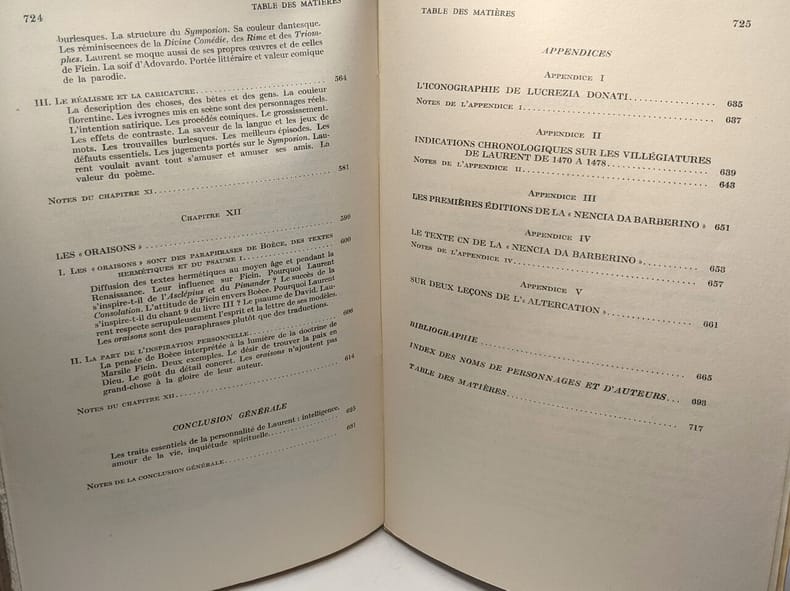 724
TABLE DES MATIÈRES
burlesques. La structure du Symposion. Sa couleur dantesque.
Les réminiscences de la Divine Comédie, des Rime et des Triom-
phes. Laurent se moque aussi de ses propres œuvres et de celles
de Ficin. La soif d'Adovardo. Portée littéraire et valeur comique
de la parodie.
III. LE RÉALISME ET LA CARICATURE 564
La description des choses, des bêtes et des gens. La couleur
florentine. Les ivrognes mis en scène sont des personnages réels.
L'intention satirique. Les procédés comiques. Le grossissement.
Les effets de contraste. La saveur de la langue et les jeux de
mots. Les trouvailles burlesques. Les meilleurs épisodes. Les
défauts essentiels. Les jugements portés sur le Symposion. Lau-
rent voulait avant tout s'amuser et amuser ses amis. La
valeur du poème.
NOTES DU CHAPITRE XI 581
CHAPITRE XII
LES « ORAISONS » 599
I. LES « ORAISONS » SONT DES PARAPHRASES DE BOÈCE, DES TEXTES
HERMÉTIQUES ET DU PSAUME I 600
Diffusion des textes hermétiques au moyen âge et pendant la
Renaissance. Leur influence sur Ficin. Pourquoi Laurent
s'inspire-t-il de l'Asclépius et du Pimander ? Le succès de la
Consolation. L'attitude de Ficin envers Boèce. Pourquoi Laurent
s'inspire-t-il du chant 9 du livre III ? Le psaume de David. Lau-
rent respecte scrupuleusement l'esprit et la lettre de ses modèles.
Les oraisons sont des paraphrases plutôt que des traductions.
II. LA PART DE L'INSPIRATION PERSONNELLE 606
La pensée de Boèce interprétée à la lumière de la doctrine de
Marsile Ficin. Deux exemples. Le désir de trouver la paix en
Dieu. Le goût du détail concret. Les oraisons n'ajoutent pas
grand-chose à la gloire de leur auteur.
NOTES DU CHAPITRE XII 614
CONCLUSION GÉNÉRALE
Les traits essentiels de la personnalité de Laurent : intelligence,
amour de la vie, inquiétude spirituelle
NOTES DE LA CONCLUSION GÉNÉRALE 631
TABLE DES MATIÈRES
725
APPENDICES
APPENDICE I
L'ICONOGRAPHIE DE LUCREZIA DONATI 635
NOTES DE L'APPENDICE I 637
APPENDICE II
INDICATIONS CHRONOLOGIQUES SUR LES VILLÉGIATURES
DE LAURENT DE 1470 A 1478 639
NOTES DE L'APPENDICE II 643
APPENDICE III
LES PREMIÈRES ÉDITIONS DE LA « NENCIA DA BARBERINO » 651
APPENDICE IV
LE TEXTE CN DE LA « NENCIA DA BARBERINO » 653
NOTES DE L'APPENDICE IV 657
APPENDICE V
SUR DEUX LEÇONS DE L'« ALTERCATION » 661
BIBLIOGRAPHIE 665
INDEX DES NOMS DE PERSONNAGES ET D'AUTEURS 693
TABLE DES MATIÈRES 717